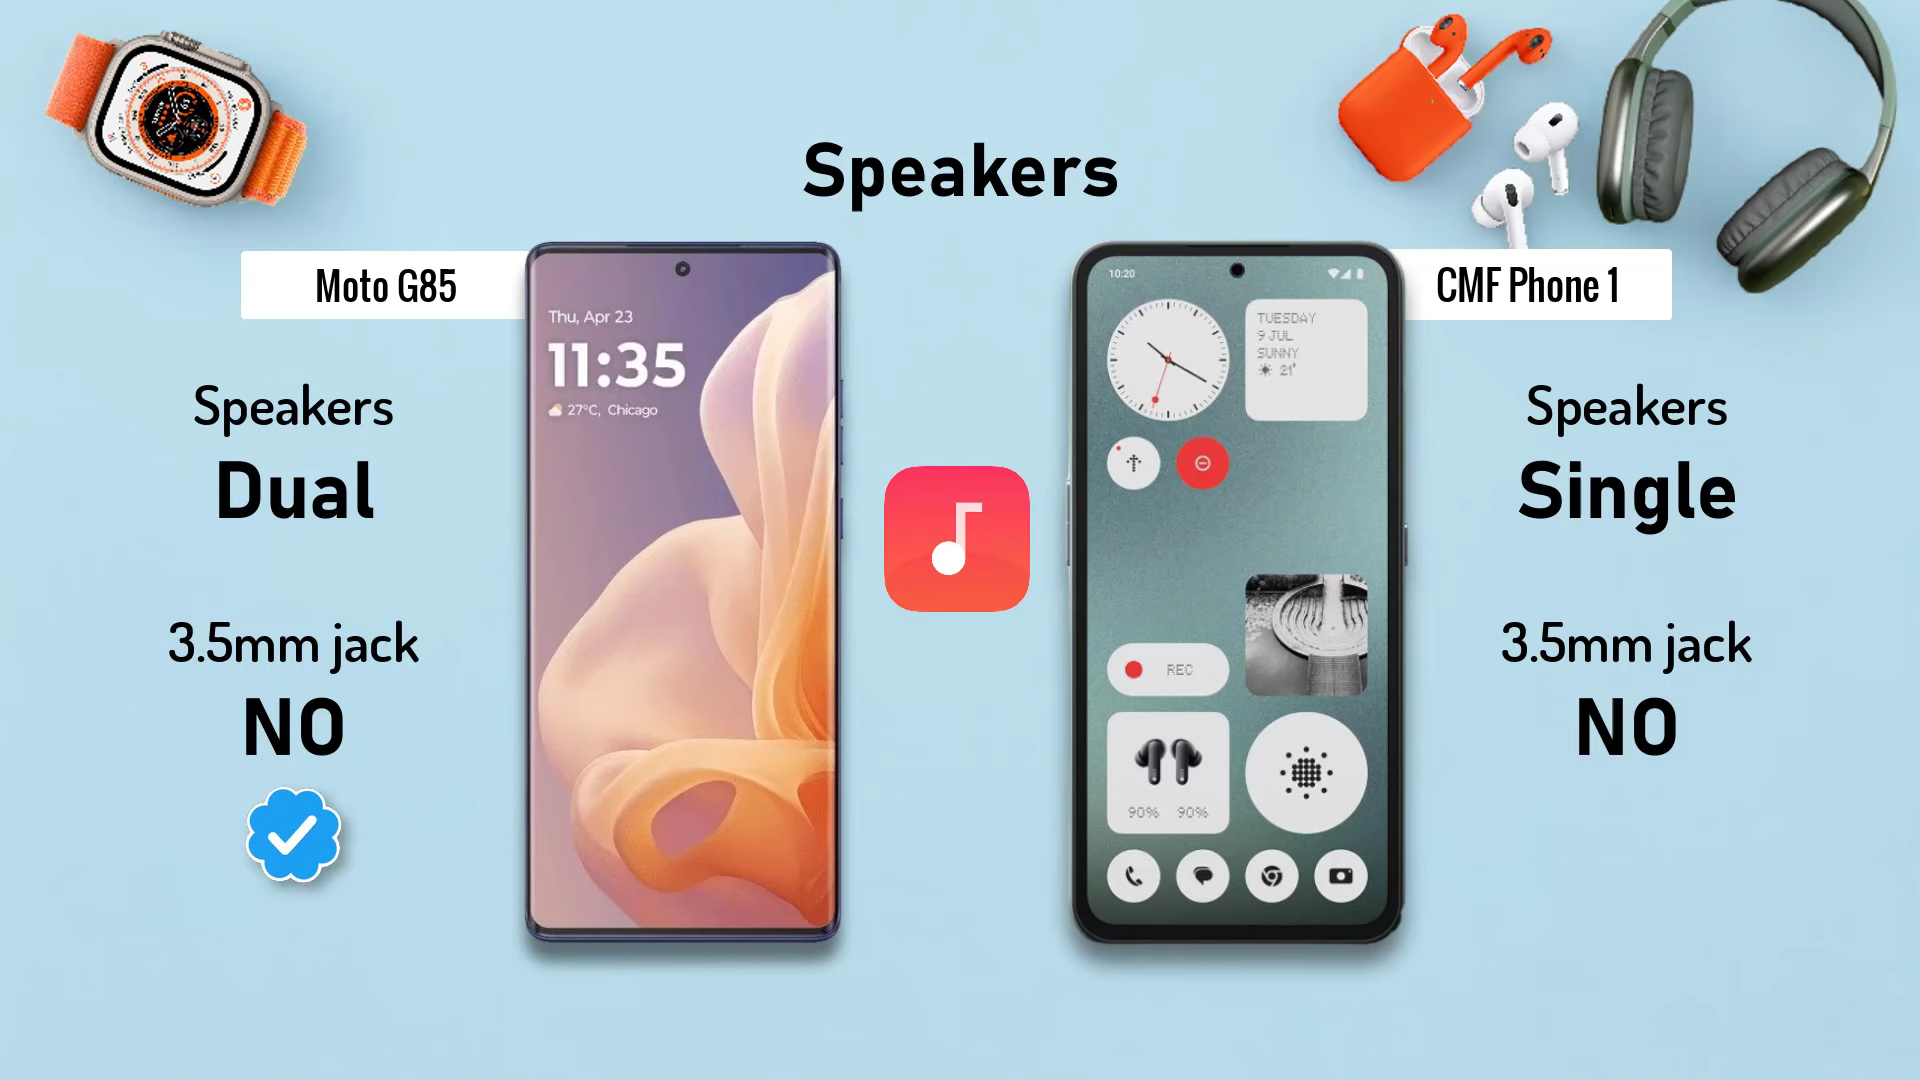 Speakers
Moto G85
Speakers
Dual
3.5mm jack
NO
Thu, Apr 23
11:35
27°C, Chicago
10:20
TUESDAY
9 JUL
SUNNY
21°
REC
90% 90%
CMF Phone 1
Speakers
Single
3.5mm jack
NO